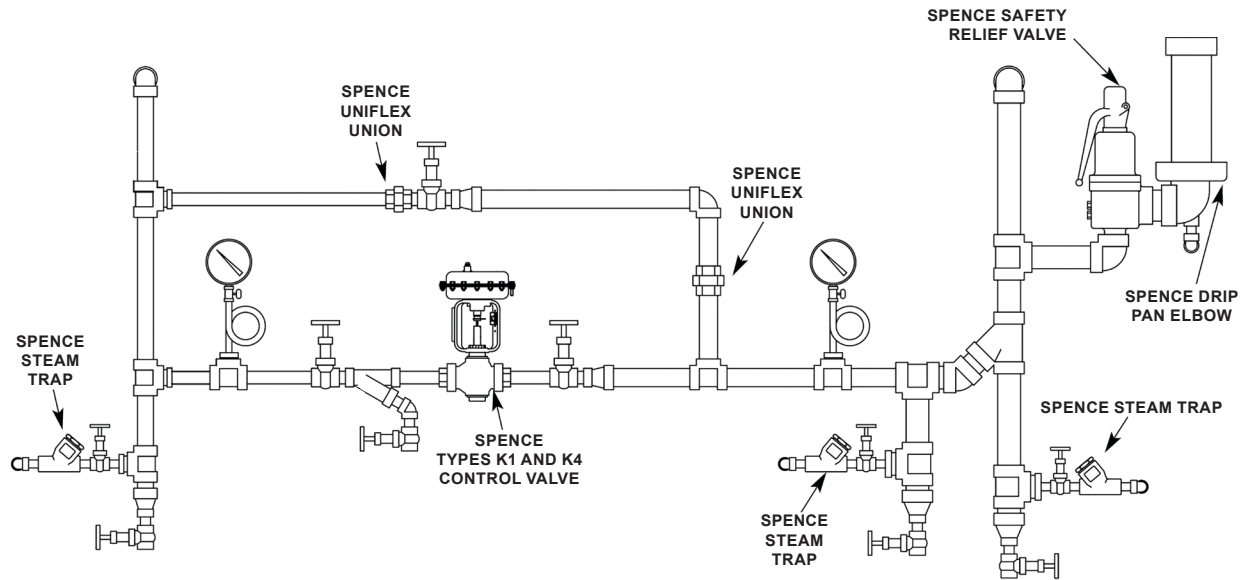 SPENCE SAFETY
RELIEF VALVE
SPENCE
UNIFLEX
UNION
SPENCE
UNIFLEX
UNION
SPENCE DRIP
PAN ELBOW
SPENCE
STEAM
TRAP
SPENCE
TYPES K1 AND K4
CONTROL VALVE
SPENCE STEAM TRAP
SPENCE
STEAM
TRAP